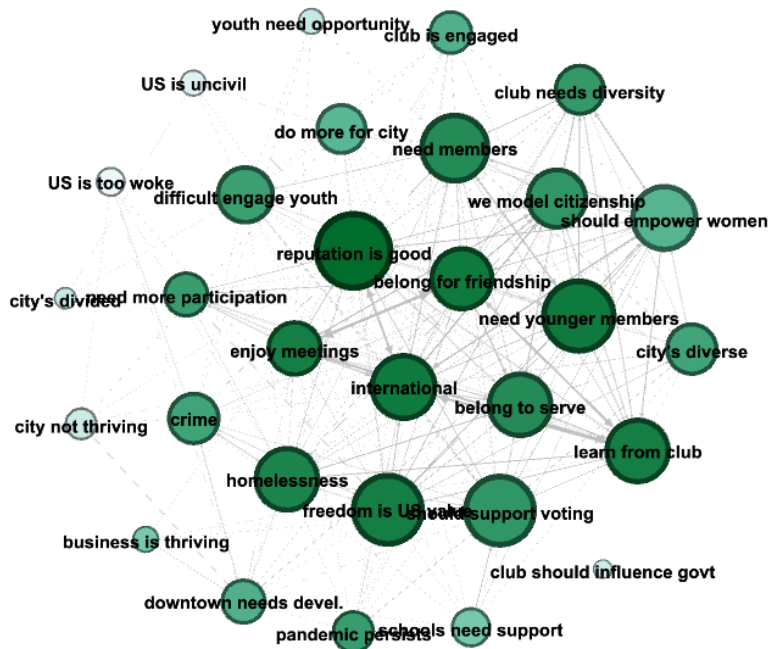 youth need opportunity
club is engaged
US is uncivil
club needs diversity
do more for city
need members
US is too woke
difficult engage youth
we model citizenship
should empower women
reputation is good
belong for friendship
city's divided
need more participation
need younger members
enjoy meetings
city's diverse
international
belong to serve
city not thriving
crime
learn from club
homelessness
freedom is US value
should support voting
business is thriving
club should influence govt
downtown needs devel.
pandemic persists
schools need support